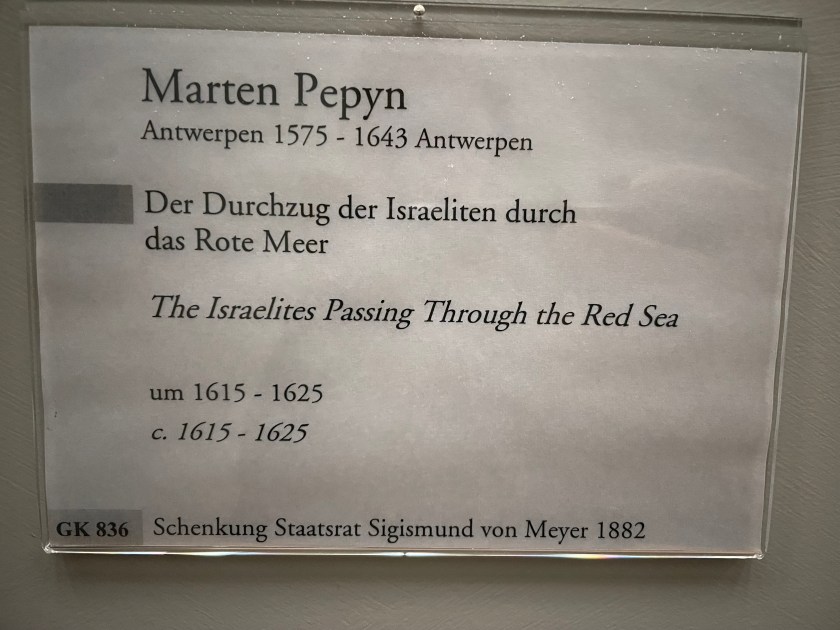 Marten Pepyn
Antwerpen 1575 - 1643 Antwerpen
Der Durchzug der Israeliten durch
das Rote Meer
The Israelites Passing Through the Red Sea
um 1615 - 1625
c. 1615 - 1625
GK 836 Schenkung Staatsrat Sigismund von Meyer 1882